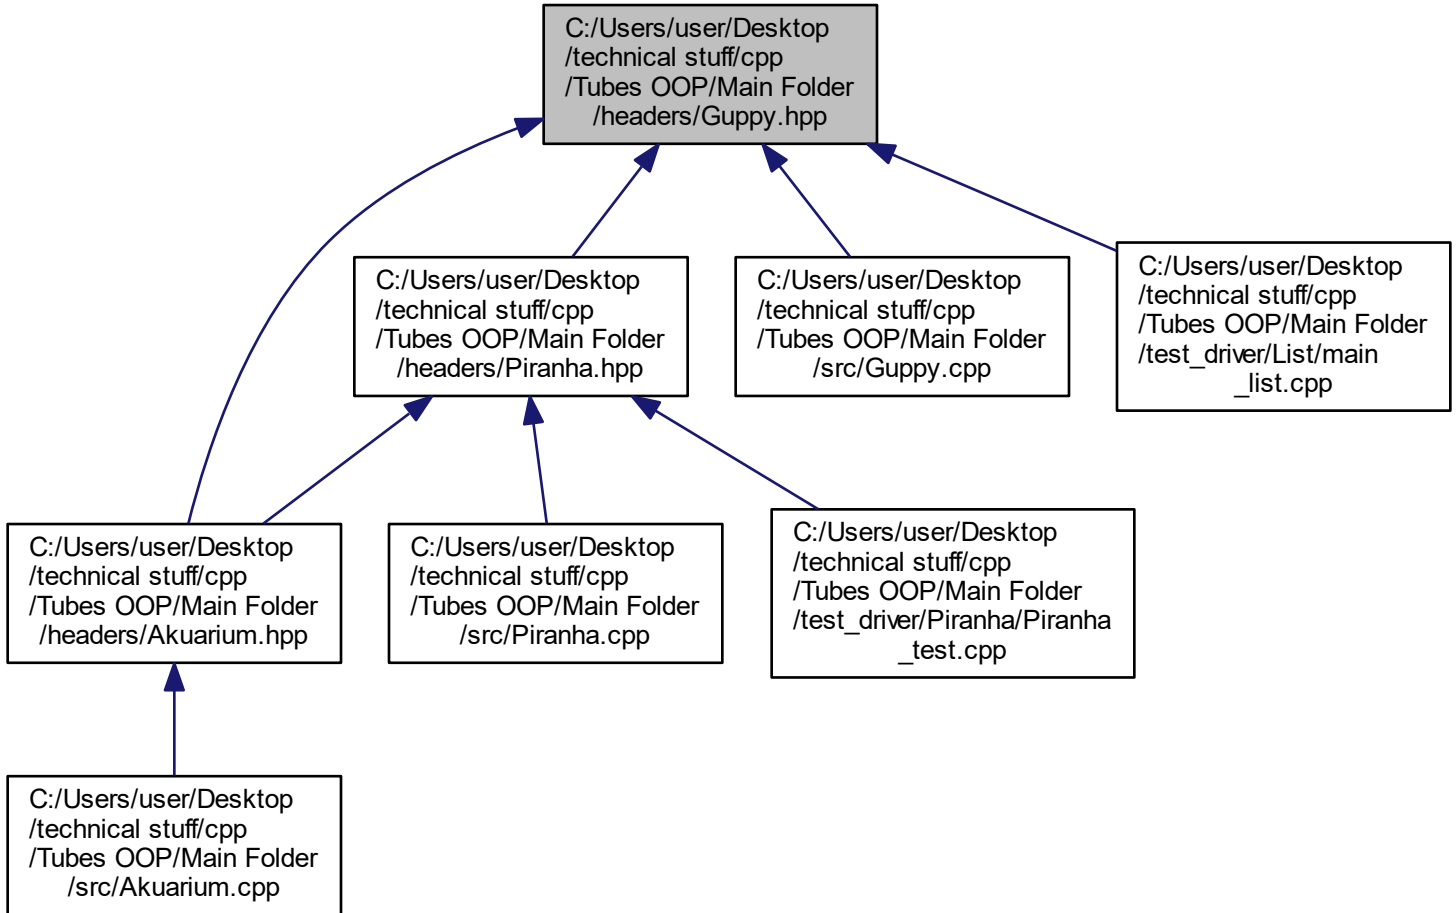 C:/Users/user/Desktop
/technical stuff/cpp
/Tubes OOP/Main Folder
/headers/Guppy.hpp
C:/Users/user/Desktop
/technical stuff/cpp
/Tubes OOP/Main Folder
/headers/Piranha.hpp
C:/Users/user/Desktop
/technical stuff/cpp
/Tubes OOP/Main Folder
/src/Guppy.cpp
C:/Users/user/Desktop
/technical stuff/cpp
/Tubes OOP/Main Folder
/test_driver/List/main
_list.cpp
C:/Users/user/Desktop
/technical stuff/cpp
/Tubes OOP/Main Folder
/headers/Akuarium.hpp
C:/Users/user/Desktop
/technical stuff/cpp
/Tubes OOP/Main Folder
/src/Piranha.cpp
C:/Users/user/Desktop
/technical stuff/cpp
/Tubes OOP/Main Folder
/test_driver/Piranha/Piranha
_test.cpp
C:/Users/user/Desktop
/technical stuff/cpp
/Tubes OOP/Main Folder
/src/Akuarium.cpp